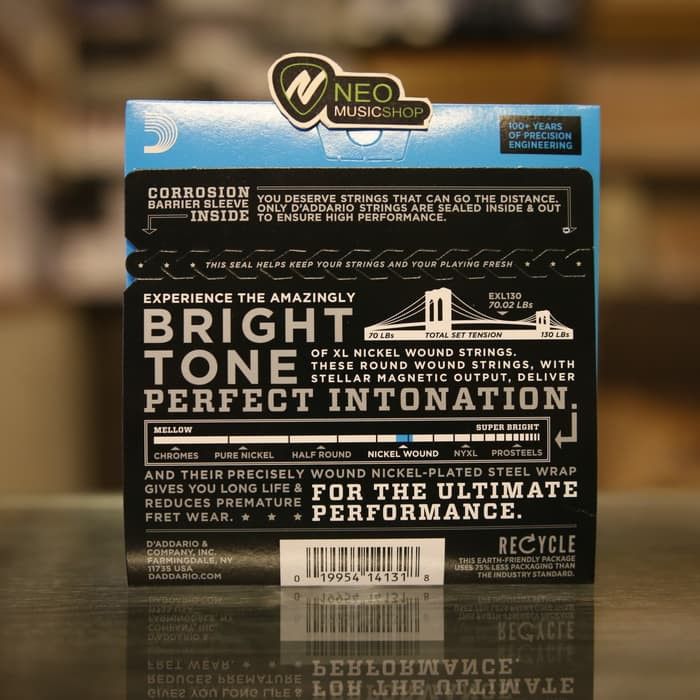 NEO
MUSICSHOP
100+ YEARS
OF PRECISION
ENGINEERING
CORROSION
BARRIER SLEEVE
INSIDE
YOU DESERVE STRINGS THAT CAN GO THE DISTANCE.
ONLY D'ADDARIO STRINGS ARE SEALED INSIDE & OUT
TO ENSURE HIGH PERFORMANCE.
THIS SEAL HELPS KEEP YOUR STRINGS AND YOUR PLAYING FRESH
EXPERIENCE THE AMAZINGLY
BRIGHT
TONE
EXL130
70.02 LBs
70 LBs TOTAL SET TENSION 130 LBs
OF XL NICKEL WOUND STRINGS.
THESE ROUND WOUND STRINGS, WITH
STELLAR MAGNETIC OUTPUT, DELIVER
PERFECT INTONATION.
MELLOW SUPER BRIGHT
CHROMES PURE NICKEL HALF ROUND NICKEL WOUND NYXL PROSTEELS
AND THEIR PRECISELY WOUND NICKEL-PLATED STEEL WRAP
GIVES YOU LONG LIFE &
REDUCES PREMATURE
FRET WEAR.
FOR THE ULTIMATE
PERFORMANCE.
D'ADDARIO &
COMPANY, INC.
FARMINGDALE, NY
11735 USA
DADDARIO.COM
0 19954 14131 8
RECYCLE
THIS EARTH-FRIENDLY PACKAGE
USES 75% LESS PACKAGING THAN
THE INDUSTRY STANDARD.